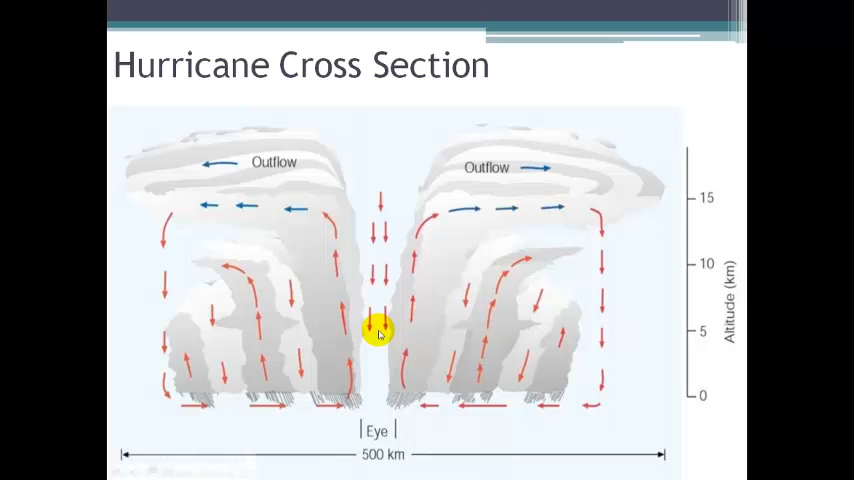 Hurricane Cross Section
Outflow
Outflow
15
10
5
0
Altitude (km)
Eye
500 km